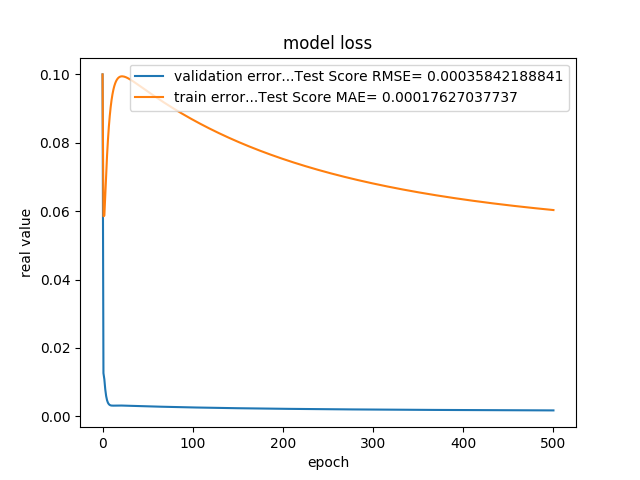 model loss
validation error...Test Score RMSE= 0.00035842188841
train error...Test Score MAE= 0.00017627037737
0.10
0.08
0.06
0.04
0.02
0.00
real value
0 100 200 300 400 500
epoch